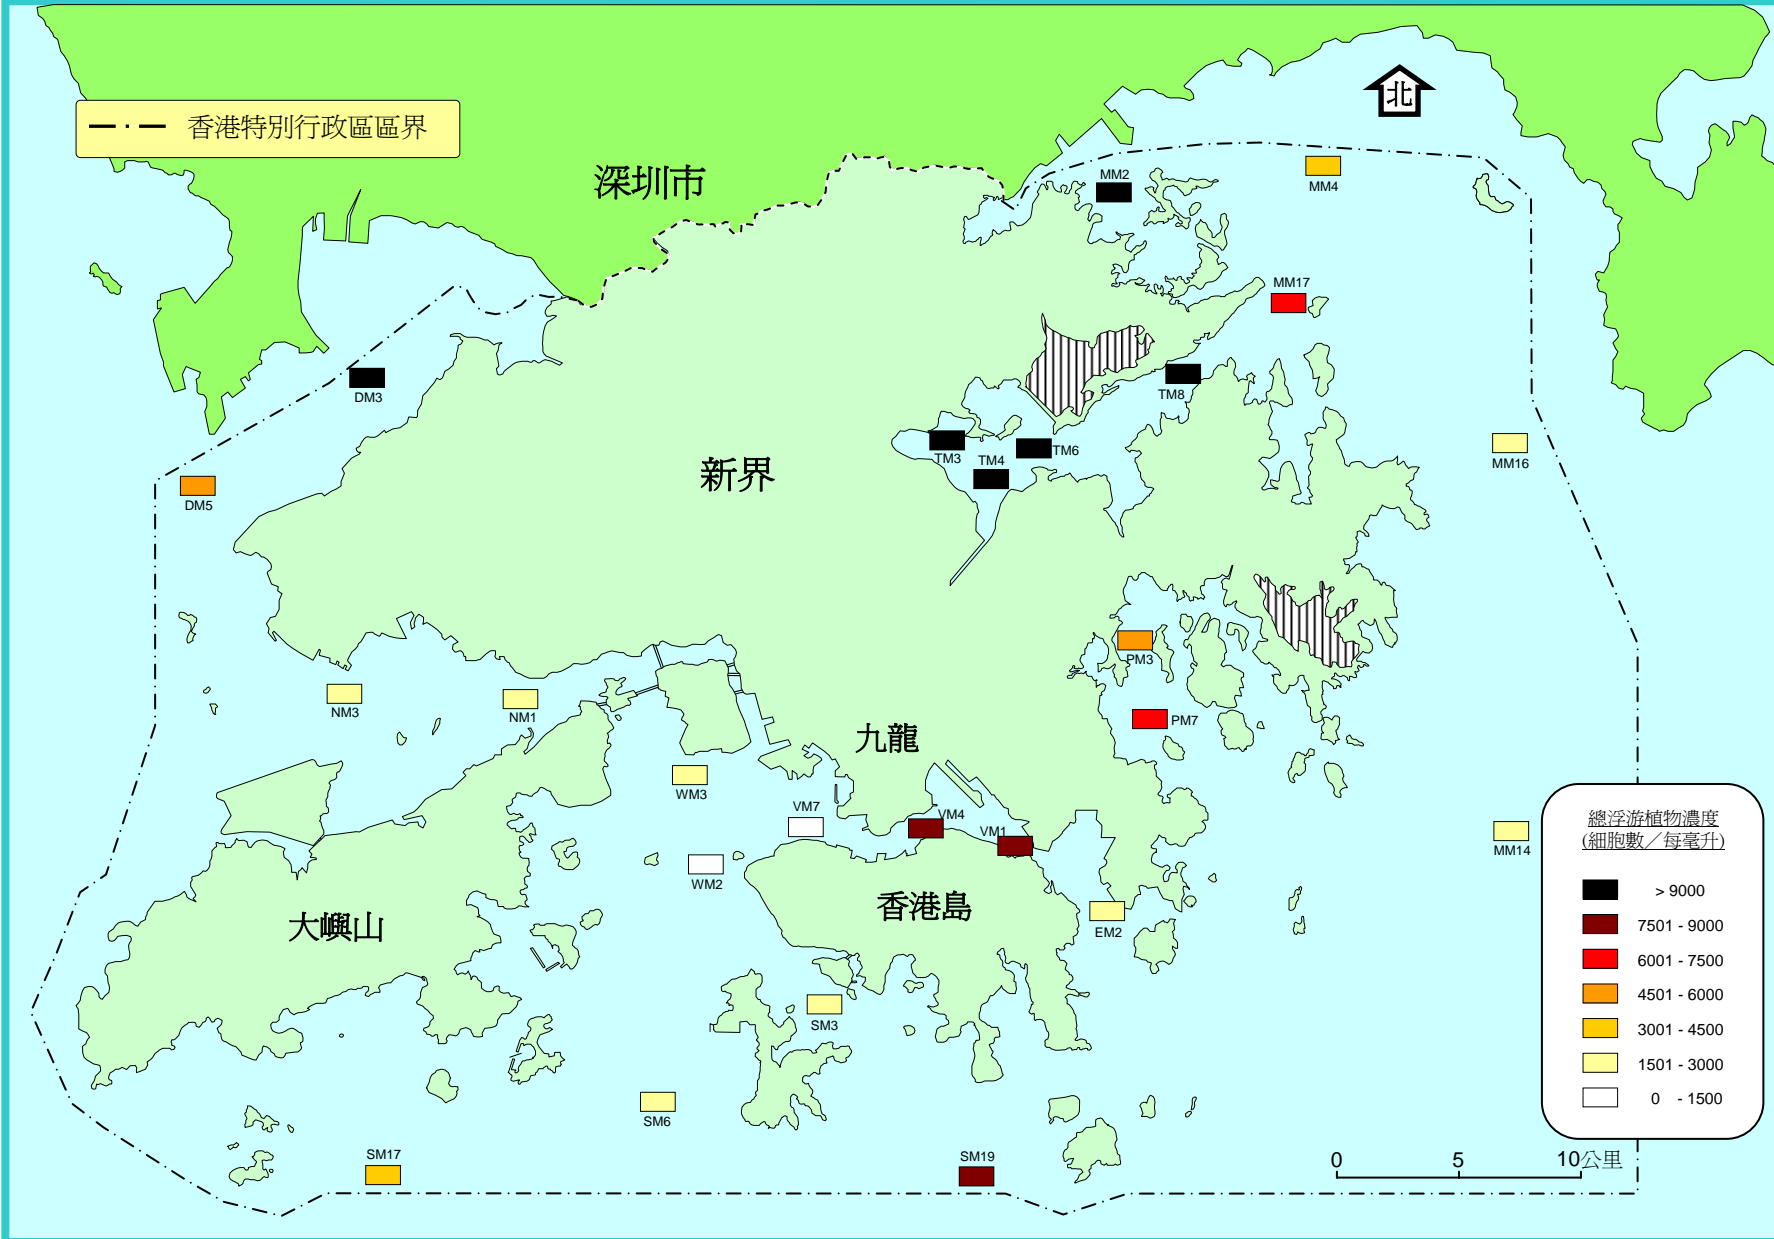 北
香港特別行政區區界
深圳市
MM2
MM4
MM17
DM3
TM8
TM3
TM4
TM6
新界
MM16
DM5
PM3
NM3
NM1
PM7
九龍
WM3
VM7
VM4
VM1
MM14
WM2
香港島
大嶼山
EM2
SM3
SM6
SM17
SM19
總浮游植物濃度
(細胞數／每毫升)
> 9000
7501 - 9000
6001 - 7500
4501 - 6000
3001 - 4500
1501 - 3000
0 - 1500
0 5 10公里